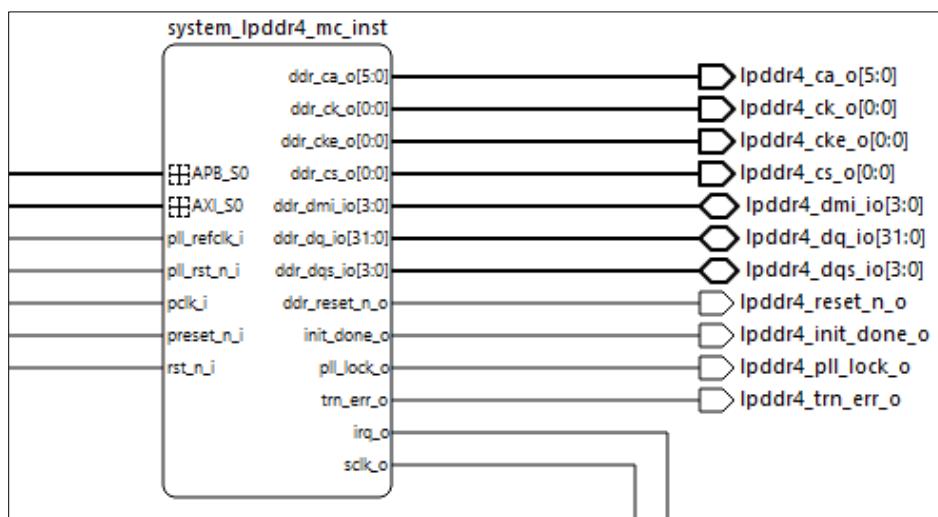 system_lpddr4_mc_inst
ddr_ca_o[5:0] lpddr4_ca_o[5:0]
ddr_ck_o[0:0] lpddr4_ck_o[0:0]
ddr_cke_o[0:0] lpddr4_cke_o[0:0]
APB_S0 ddr_cs_o[0:0] lpddr4_cs_o[0:0]
AXI_S0 ddr_dmi_io[3:0] lpddr4_dmi_io[3:0]
pll_refclk_i ddr_dq_io[31:0] lpddr4_dq_io[31:0]
pll_rst_n_i ddr_dqs_io[3:0] lpddr4_dqs_io[3:0]
pclk_i ddr_reset_n_o lpddr4_reset_n_o
preset_n_i init_done_o lpddr4_init_done_o
rst_n_i pll_lock_o lpddr4_pll_lock_o
trn_err_o lpddr4_trn_err_o
irq_o
sclk_o